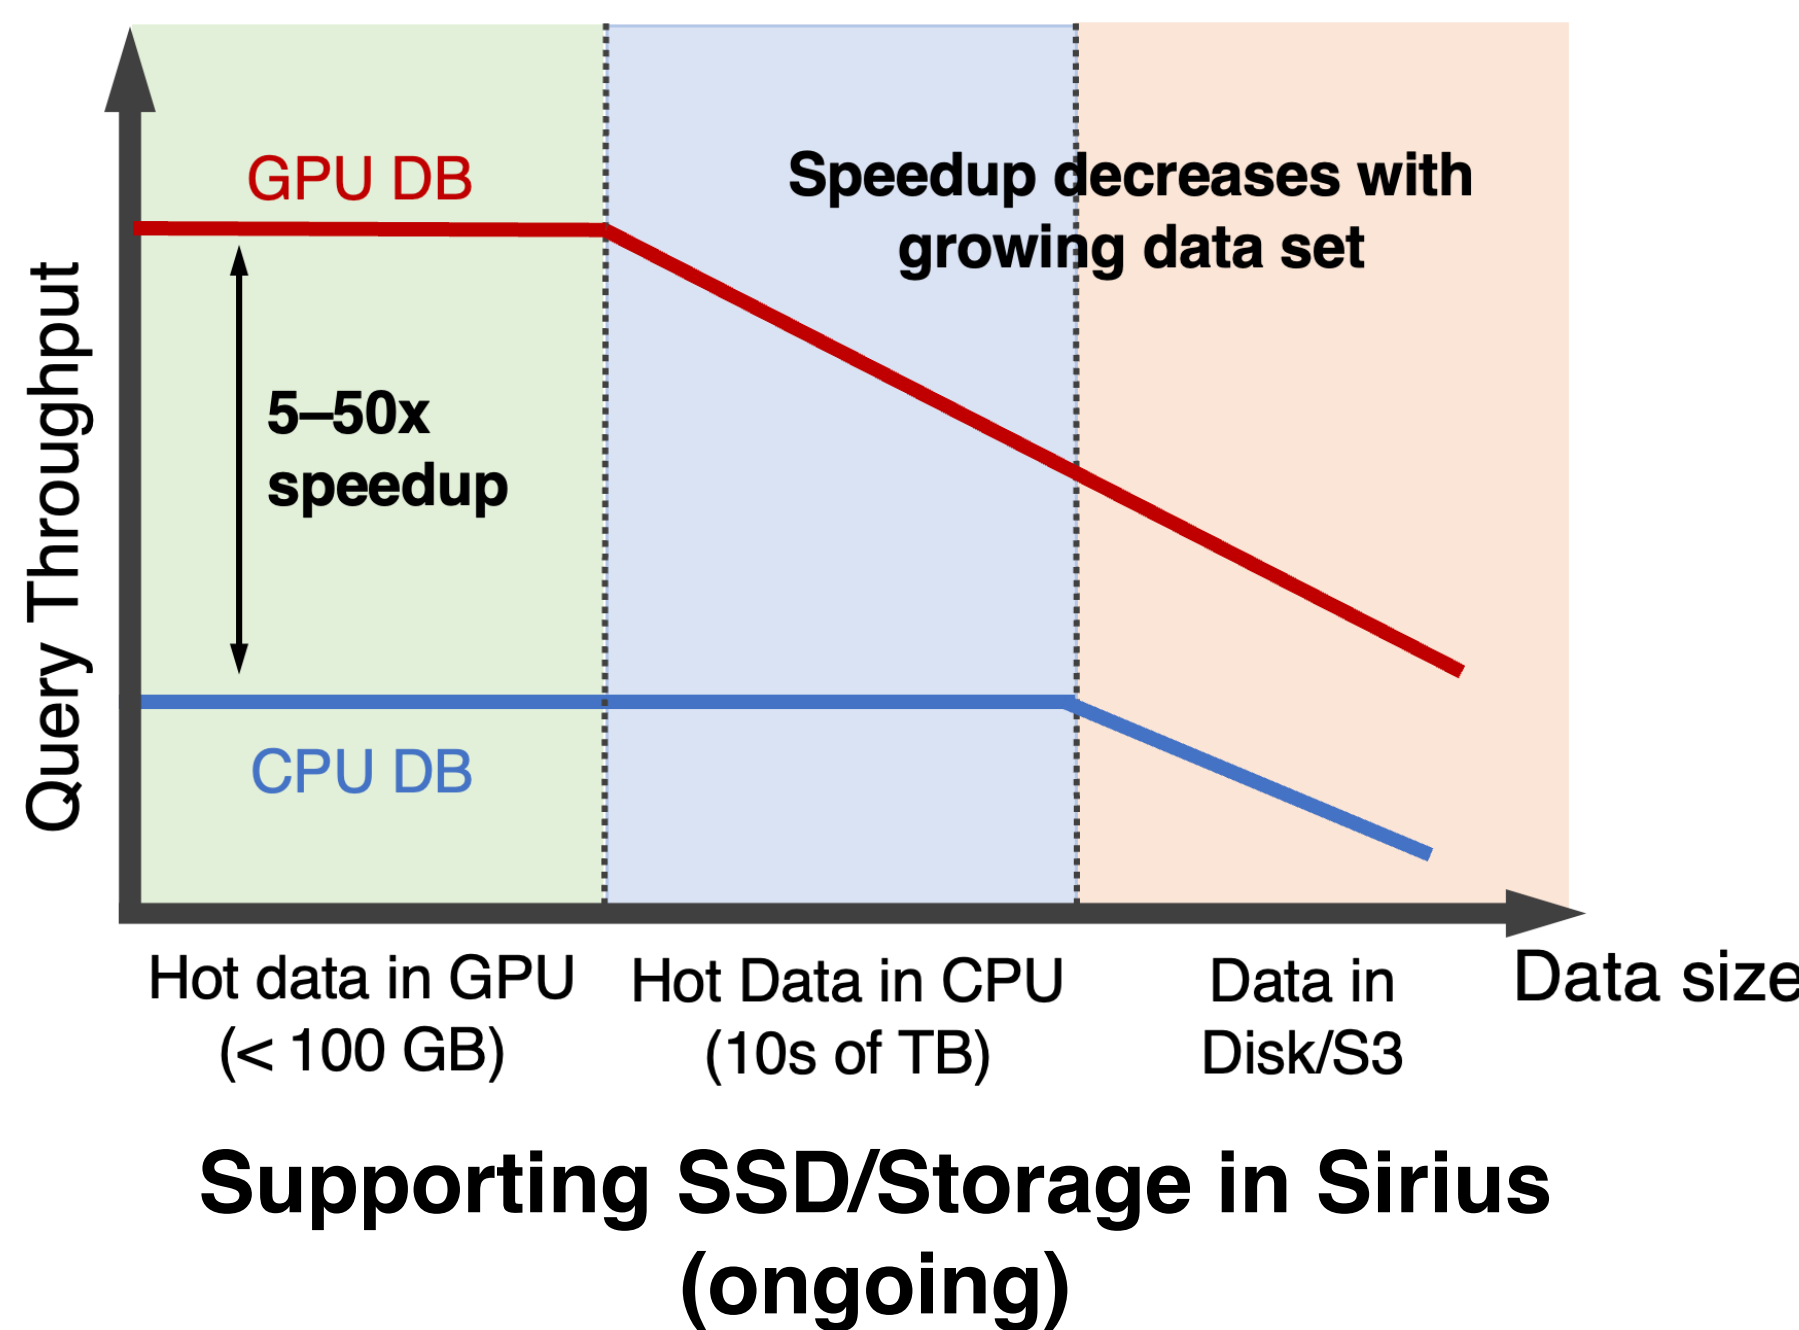 GPU DB
Speedup decreases with
growing data set
5–50x
speedup
CPU DB
Query Throughput
Hot data in GPU
(< 100 GB)
Hot Data in CPU
(10s of TB)
Data in
Disk/S3
Data size
Supporting SSD/Storage in Sirius
(ongoing)